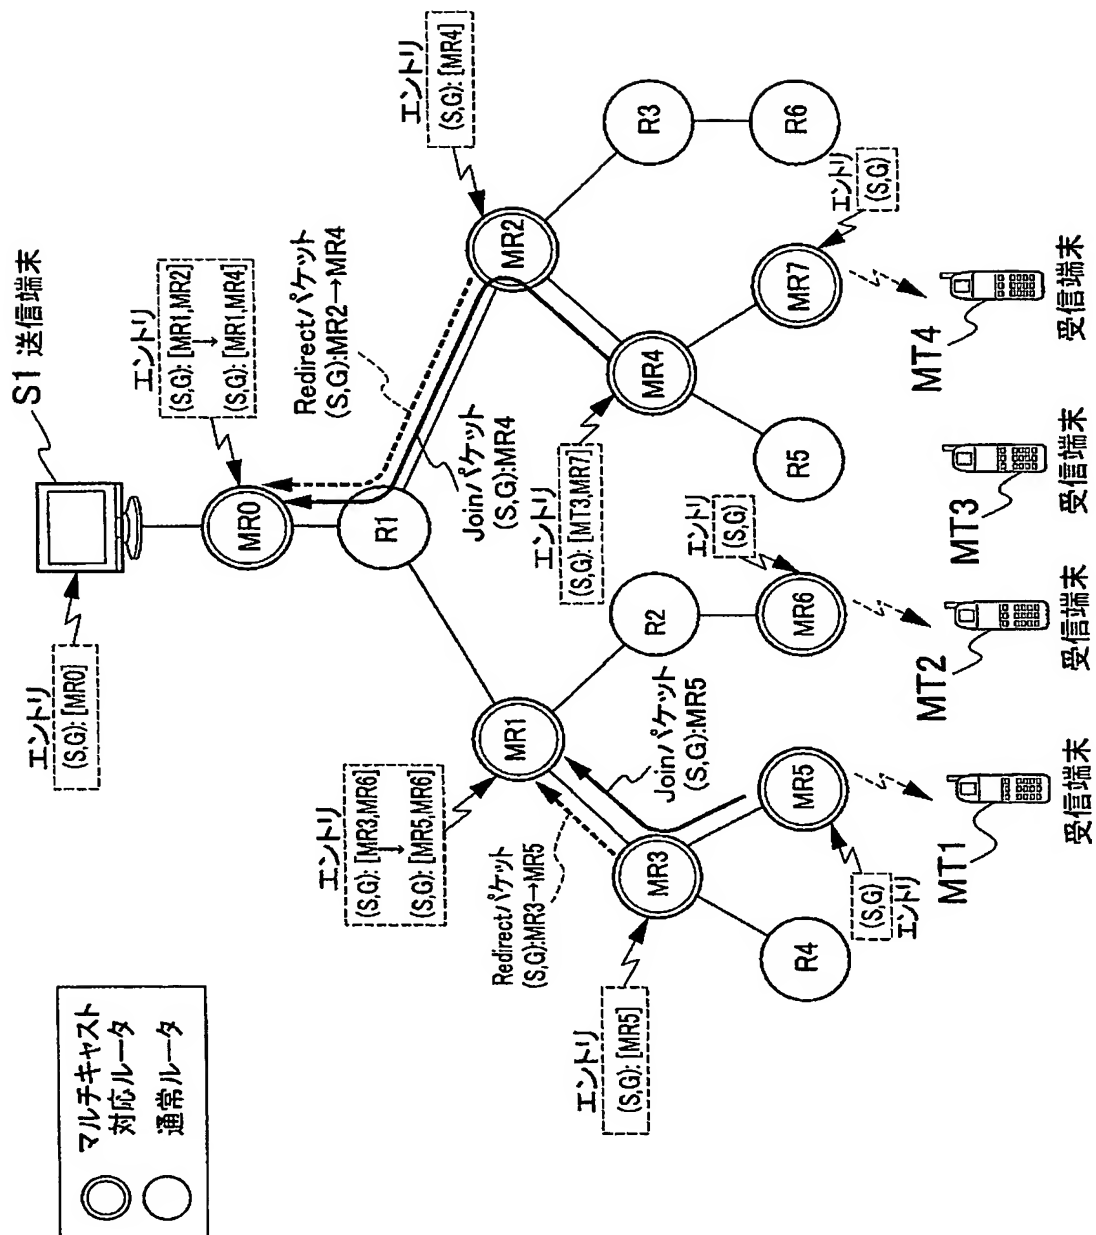 S1 送信端末
エントリ
(S,G): [MR0]
エントリ
(S,G): [MR1,MR2]
↓
(S,G): [MR1,MR4]
MR0
R1
Redirectパケット
(S,G):MR2→MR4
Joinパケット
(S,G):MR4
エントリ
(S,G): [MR4]
MR2
R3
R6
エントリ
(S,G): [MR3,MR6]
↓
(S,G): [MR5,MR6]
MR1
R2
エントリ
(S,G): [MT3,MR7]
MR4
Redirectパケット
(S,G):MR3→MR5
Joinパケット
(S,G):MR5
エントリ
(S,G): [MR5]
MR3
R4
MR5
(S,G)
エントリ
エントリ
(S,G)
MR6
R5
MR7
エントリ
(S,G)
MT1
受信端末
MT2
受信端末
MT3
受信端末
MT4
受信端末
マルチキャスト
対応ルータ
通常ルータ